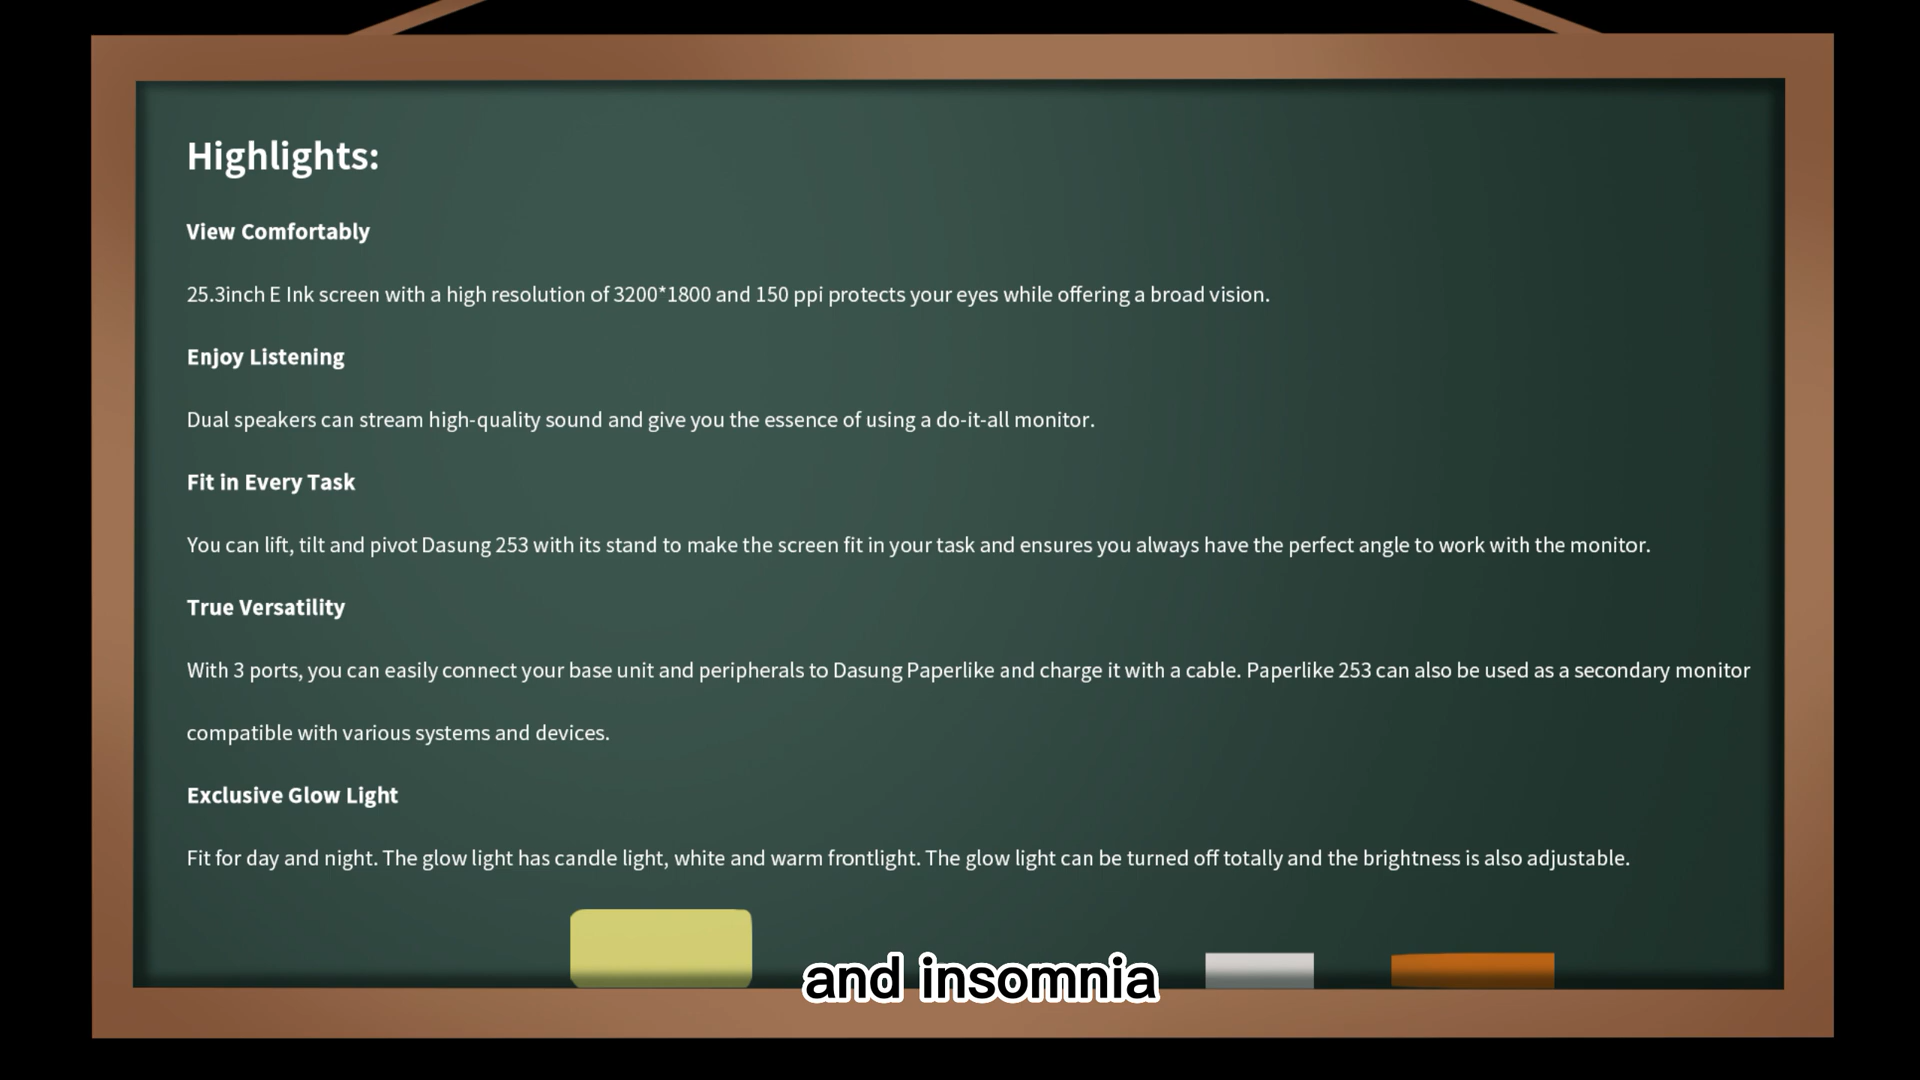 Highlights:
View Comfortably
25.3inch E Ink screen with a high resolution of 3200*1800 and 150 ppi protects your eyes while offering a broad vision.
Enjoy Listening
Dual speakers can stream high-quality sound and give you the essence of using a do-it-all monitor.
Fit in Every Task
You can lift, tilt and pivot Dasung 253 with its stand to make the screen fit in your task and ensures you always have the perfect angle to work with the monitor.
True Versatility
With 3 ports, you can easily connect your base unit and peripherals to Dasung Paperlike and charge it with a cable. Paperlike 253 can also be used as a secondary monitor
compatible with various systems and devices.
Exclusive Glow Light
Fit for day and night. The glow light has candle light, white and warm frontlight. The glow light can be turned off totally and the brightness is also adjustable.
and insomnia